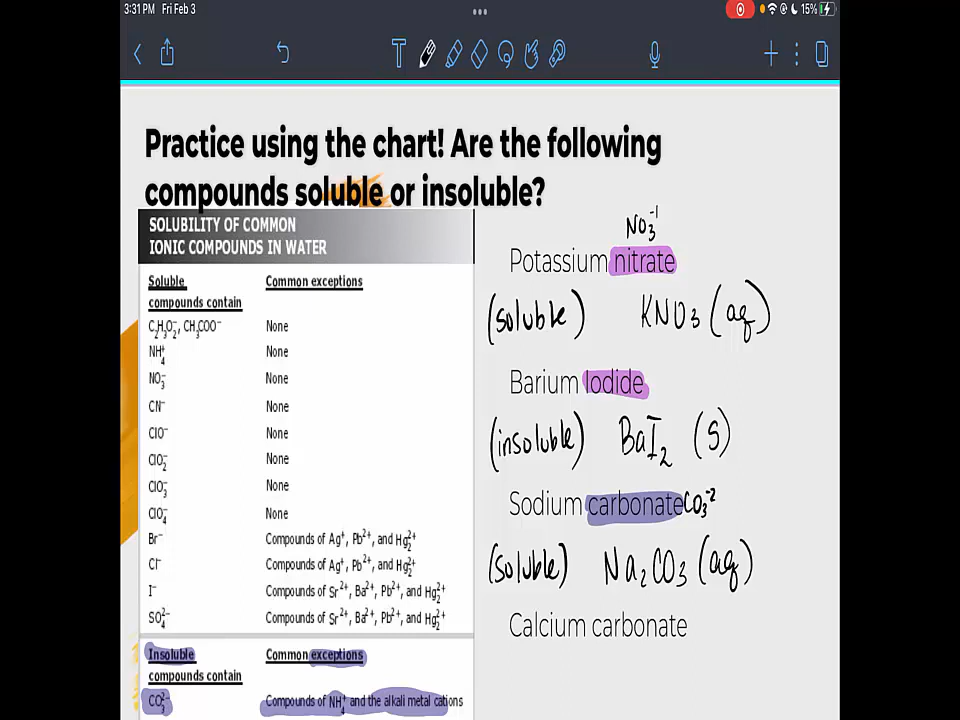 3:31 PM Fri Feb 3
15%
Practice using the chart! Are the following
compounds soluble or insoluble?
SOLUBILITY OF COMMON
IONIC COMPOUNDS IN WATER
Soluble Common exceptions
compounds contain
C₂H₃O₂⁻, CH₃COO⁻ None
NH₄⁺ None
NO₃⁻ None
CN⁻ None
ClO⁻ None
ClO₂⁻ None
ClO₃⁻ None
ClO₄⁻ None
Br⁻ Compounds of Ag⁺, Pb²⁺, and Hg₂²⁺
Cl⁻ Compounds of Ag⁺, Pb²⁺, and Hg₂²⁺
I⁻ Compounds of Sr²⁺, Ba²⁺, Pb²⁺, and Hg₂²⁺
SO₄²⁻ Compounds of Sr²⁺, Ba²⁺, Pb²⁺, and Hg₂²⁺
Insoluble Common exceptions
compounds contain
CO₃²⁻ Compounds of NH₄⁺ and the alkali metal cations
NO₃⁻¹
Potassium nitrate
(soluble) KNO₃ (aq)
Barium Iodide
(insoluble) BaI₂ (S)
Sodium carbonate CO₃⁻²
(soluble) Na₂CO₃ (aq)
Calcium carbonate